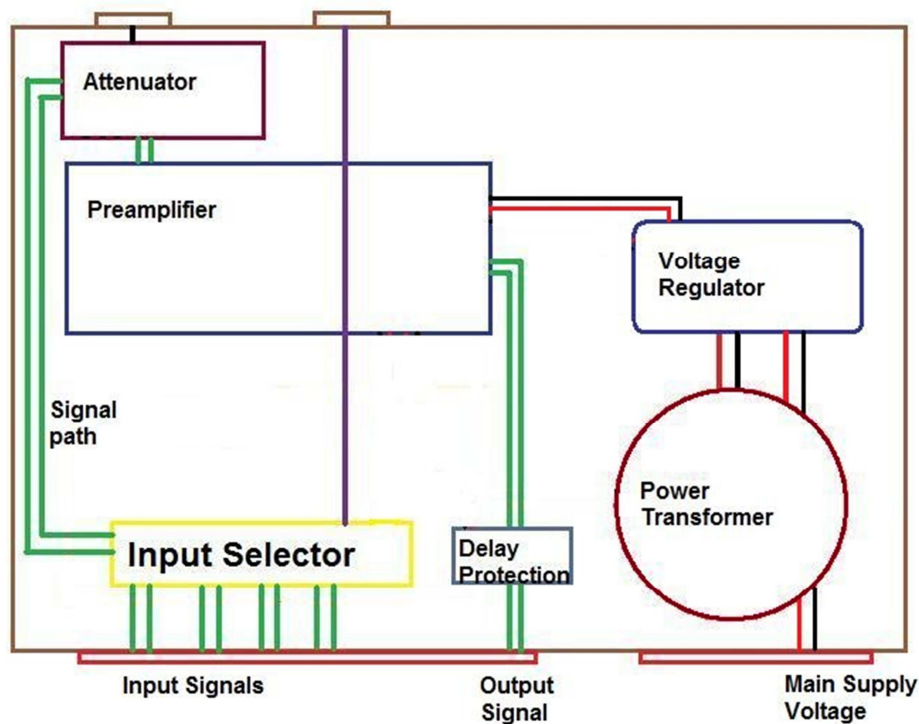 Attenuator
Preamplifier
Voltage
Regulator
Signal
path
Power
Transformer
Input Selector
Delay
Protection
Input Signals
Output
Signal
Main Supply
Voltage